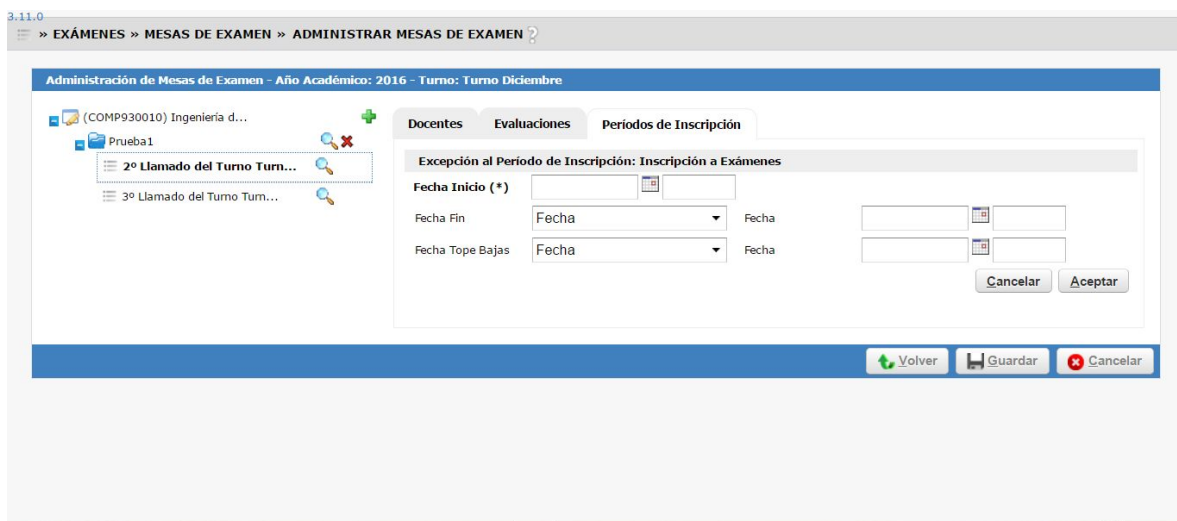 3.11.0
» EXÁMENES » MESAS DE EXAMEN » ADMINISTRAR MESAS DE EXAMEN ?
Administración de Mesas de Examen - Año Académico: 2016 - Turno: Turno Diciembre
(COMP930010) Ingeniería d...
Prueba1
2º Llamado del Turno Turn...
3º Llamado del Turno Turn...
Docentes Evaluaciones Períodos de Inscripción
Excepción al Período de Inscripción: Inscripción a Exámenes
Fecha Inicio (*)
Fecha Fin Fecha Fecha
Fecha Tope Bajas Fecha Fecha
Cancelar Aceptar
Volver Guardar Cancelar